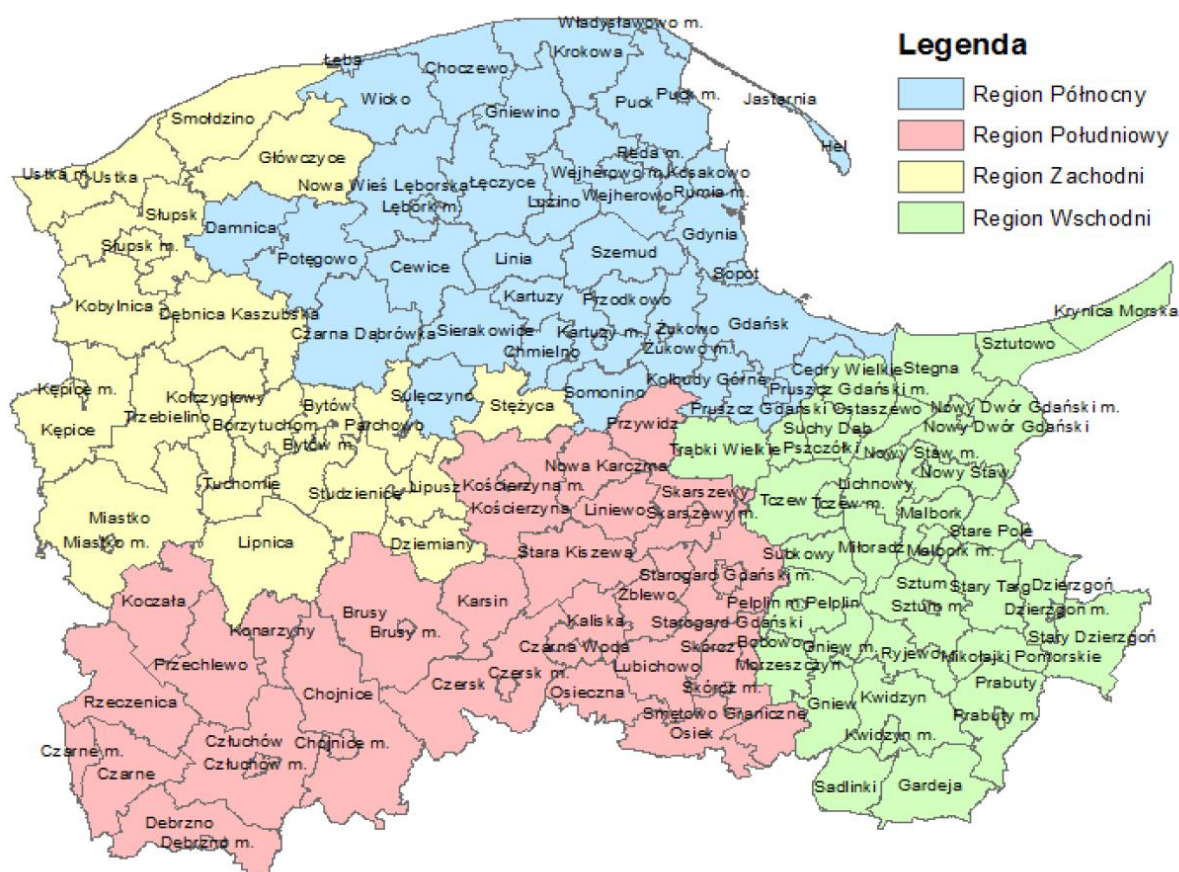 Legenda
Region Północny
Region Południowy
Region Zachodni
Region Wschodni
Władysławowo m.
Krokowa
Łeba
Choczewo
Wicko
Gniewino
Puck
Puck m.
Jastarnia
Hel
Smołdzino
Główczyce
Ustka m.
Ustka
Nowa Wieś Lęborska
Łęczyce
Reda m.
Wejherowo m.
Kosakowo
Wejherowo
Rumia m.
Lębork m.
Luzino
Słupsk
Damnica
Słupsk m.
Potęgowo
Cewice
Linia
Szemud
Gdynia
Sopot
Kobylnica
Dębnica Kaszubska
Czarna Dąbrówka
Sierakowice
Kartuzy
Przodkowo
Kartuzy m.
Chmielno
Żukowo
Żukowo m.
Gdańsk
Krynica Morska
Sztutowo
Stegna
Cedry Wielkie
Kępice m.
Kołczygłowy
Trzebielino
Borzytuchom
Bytów
Bytów m.
Parchowo
Sulęczyno
Stężyca
Somonino
Kolbudy Górne
Pruszcz Gdański m.
Pruszcz Gdański
Ostaszewo
Nowy Dwór Gdański m.
Nowy Dwór Gdański
Kępice
Przywidz
Suchy Dąb
Pszczółki
Trąbki Wielkie
Nowy Staw m.
Nowy Staw
Tuchomie
Studzienice
Lipusz
Kościerzyna m.
Kościerzyna
Nowa Karczma
Liniewo
Skarszewy
Skarszewy m.
Tczew
Tczew m.
Lichnowy
Malbork
Malbork m.
Stare Pole
Miastko
Miastko m.
Lipnica
Dziemiany
Stara Kiszewa
Subkowy
Miłoradz
Starogard Gdański m.
Zblewo
Sztum
Sztum m.
Stary Targ
Dzierzgoń
Dzierzgoń m.
Koczała
Konarzyny
Brusy
Brusy m.
Karsin
Kaliska
Pelplin m.
Pelplin
Starogard Gdański
Stary Dzierzgoń
Czarna Woda
Bobowo
Przechlewo
Chojnice
Czersk
Czersk m.
Lubichowo
Skórcz
Morzeszczyn
Gniew m.
Ryjewo
Mikołajki Pomorskie
Rzeczenica
Osieczna
Skórcz m.
Gniew
Kwidzyn
Prabuty
Prabuty m.
Człuchów
Człuchów m.
Chojnice m.
Smętowo Graniczne
Osiek
Kwidzyn m.
Czarne m.
Czarne
Sadlinki
Gardeja
Debrzno
Debrzno m.